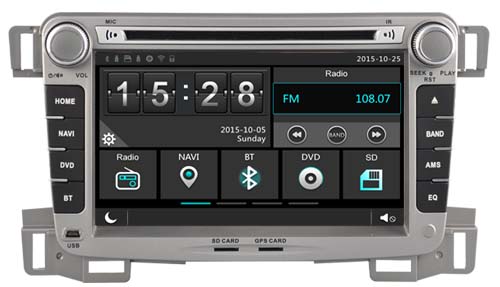 MIC
IR
VOL
SEEK
PLAY
RST
2015-10-25
HOME
NAVI
DVD
BT
15:28
2015-10-05
Sunday
Radio
FM 108.07
BAND
Radio NAVI BT DVD SD
BAND
AMS
EQ
USB
SD CARD GPS CARD